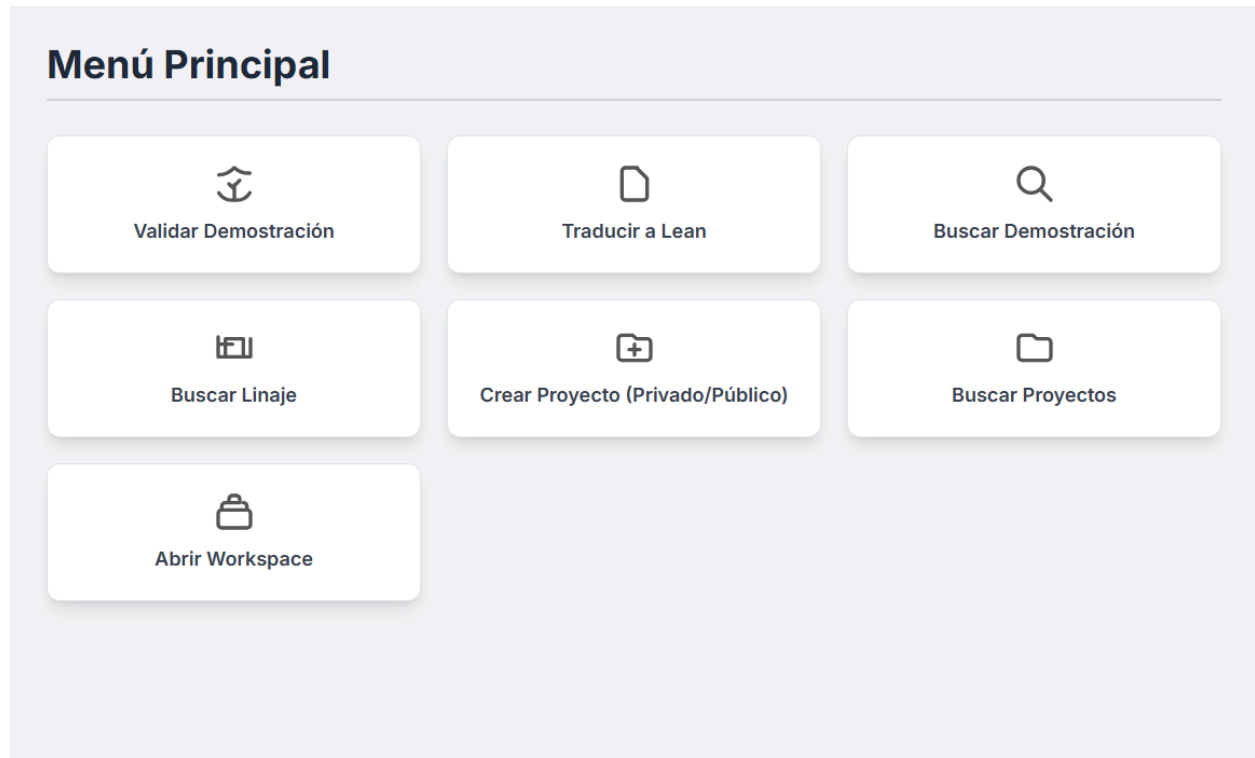 Menú Principal
Validar Demostración
Traducir a Lean
Buscar Demostración
Buscar Linaje
Crear Proyecto (Privado/Público)
Buscar Proyectos
Abrir Workspace